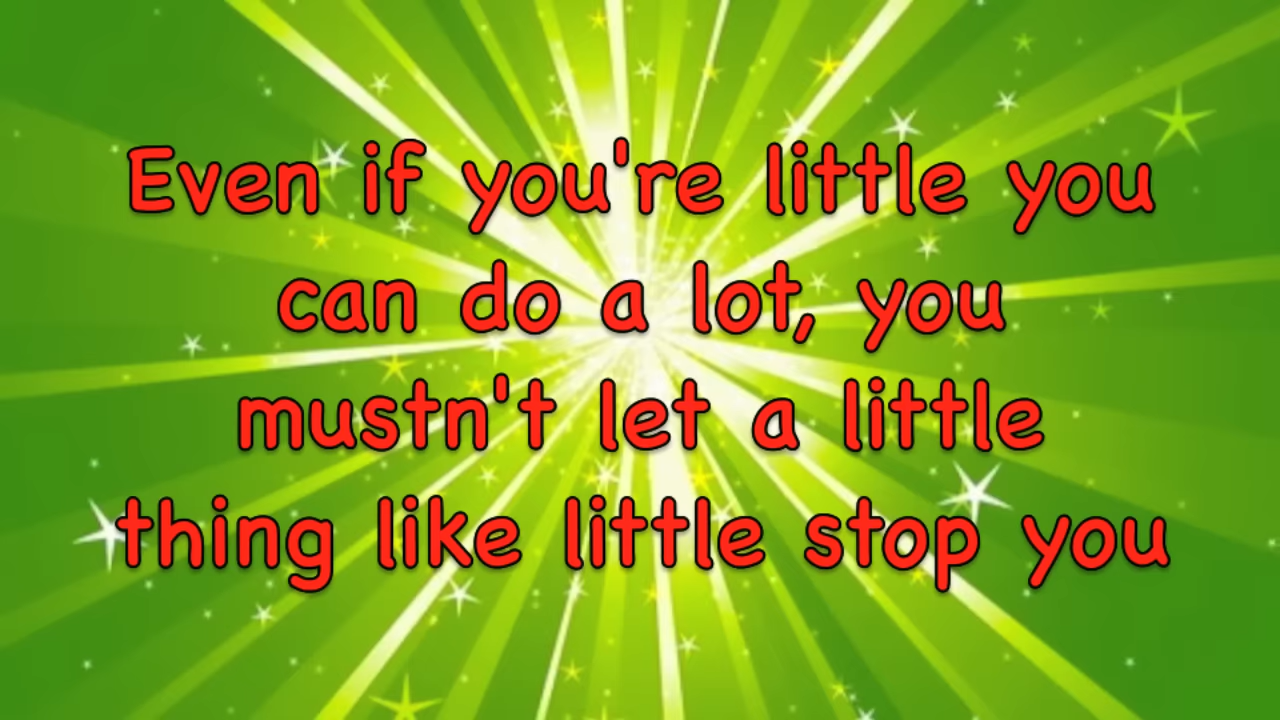 Even if you're little you
can do a lot, you
mustn't let a little
thing like little stop you